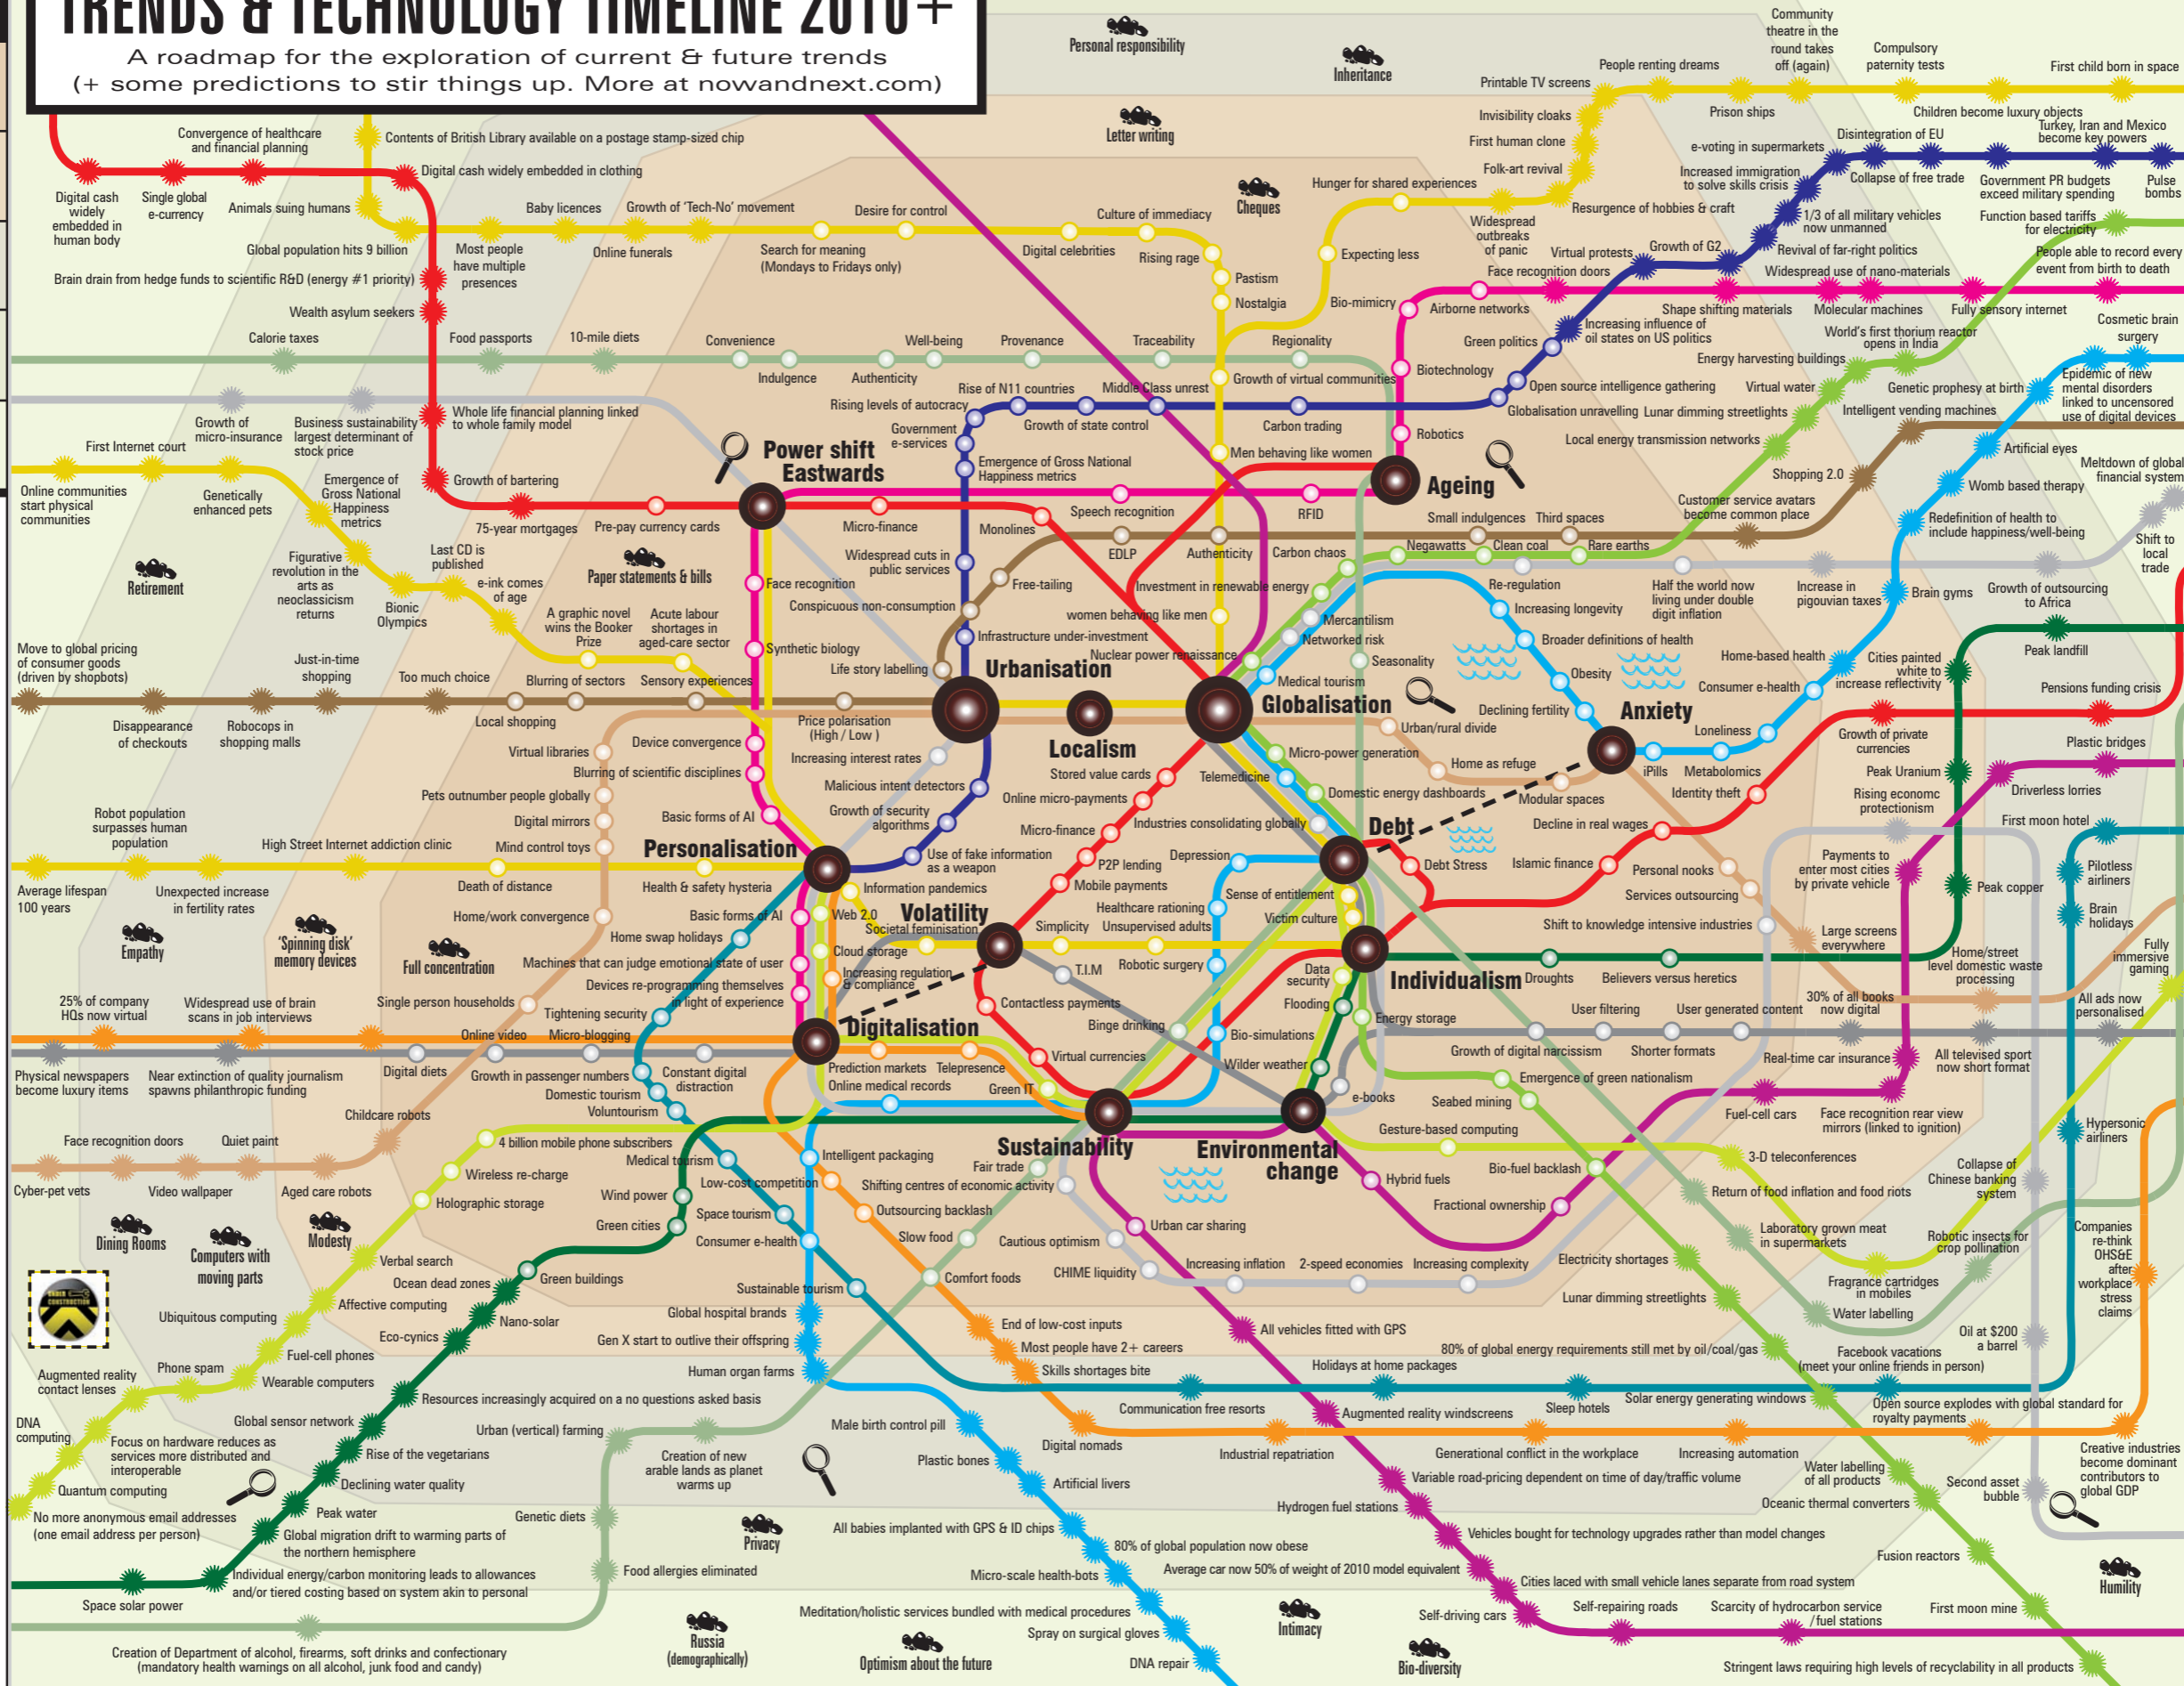 TRENDS & TECHNOLOGY TIMELINE 2010+
A roadmap for the exploration of current & future trends
(+ some predictions to stir things up. More at nowandnext.com)
Personal responsibility
Inheritance
Letter writing
Cheques
Community
theatre in the
round takes
off (again)
Compulsory
paternity tests
First child born in space
People renting dreams
Printable TV screens
Prison ships
Children become luxury objects
Invisibility cloaks
First human clone
Folk-art revival
Hunger for shared experiences
Widespread
outbreaks
of panic
Resurgence of hobbies & craft
Expecting less
Turkey, Iran and Mexico
become key powers
Disintegration of EU
e-voting in supermarkets
Increased immigration
to solve skills crisis
Collapse of free trade
Government PR budgets
exceed military spending
Pulse
bombs
1/3 of all military vehicles
now unmanned
Revival of far-right politics
Growth of G2
Virtual protests
Function based tariffs
for electricity
People able to record every
event from birth to death
Face recognition doors
Widespread use of nano-materials
Bio-mimicry
Airborne networks
Shape shifting materials
Molecular machines
Fully sensory internet
Cosmetic brain
surgery
Increasing influence of
oil states on US politics
Green politics
World's first thorium reactor
opens in India
Energy harvesting buildings
Biotechnology
Open source intelligence gathering
Virtual water
Genetic prophesy at birth
Epidemic of new
mental disorders
linked to uncensored
use of digital devices
Globalisation unravelling
Lunar dimming streetlights
Intelligent vending machines
Robotics
Local energy transmission networks
Artificial eyes
Shopping 2.0
Meltdown of global
financial system
Womb based therapy
Customer service avatars
become common place
Redefinition of health to
include happiness/well-being
Shift to
local
trade
Convergence of healthcare
and financial planning
Contents of British Library available on a postage stamp-sized chip
Digital cash widely embedded in clothing
Digital cash
widely
embedded in
human body
Single global
e-currency
Animals suing humans
Baby licences
Growth of 'Tech-No' movement
Desire for control
Culture of immediacy
Global population hits 9 billion
Most people
have multiple
presences
Online funerals
Search for meaning
(Mondays to Fridays only)
Digital celebrities
Rising rage
Pastism
Nostalgia
Brain drain from hedge funds to scientific R&D (energy #1 priority)
Wealth asylum seekers
Calorie taxes
Food passports
10-mile diets
Convenience
Indulgence
Authenticity
Well-being
Provenance
Traceability
Regionality
Growth of virtual communities
Rise of N11 countries
Middle Class unrest
Rising levels of autocracy
Growth of state control
Carbon trading
Government
e-services
Emergence of Gross National
Happiness metrics
Men behaving like women
Growth of
micro-insurance
Business sustainability
largest determinant of
stock price
Whole life financial planning linked
to whole family model
First Internet court
Online communities
start physical
communities
Genetically
enhanced pets
Emergence of
Gross National
Happiness
metrics
Growth of bartering
75-year mortgages
Pre-pay currency cards
Power shift
Eastwards
Micro-finance
Monolines
Speech recognition
RFID
Ageing
Small indulgences
Third spaces
EDLP
Authenticity
Carbon chaos
Negawatts
Clean coal
Rare earths
Retirement
Figurative
revolution in the
arts as
neoclassicism
returns
Last CD is
published
e-ink comes
of age
Bionic
Olympics
Paper statements & bills
A graphic novel
wins the Booker
Prize
Acute labour
shortages in
aged-care sector
Face recognition
Synthetic biology
Widespread cuts in
public services
Free-tailing
Conspicuous non-consumption
Infrastructure under-investment
Life story labelling
Investment in renewable energy
women behaving like men
Nuclear power renaissance
Mercantilism
Networked risk
Medical tourism
Seasonality
Re-regulation
Half the world now
living under double
digit inflation
Increase in
pigouvian taxes
Brain gyms
Growth of outsourcing
to Africa
Increasing longevity
Broader definitions of health
Obesity
Declining fertility
Home-based health
Consumer e-health
Cities painted
white to
increase reflectivity
Peak landfill
Pensions funding crisis
Move to global pricing
of consumer goods
(driven by shopbots)
Just-in-time
shopping
Too much choice
Blurring of sectors
Sensory experiences
Disappearance
of checkouts
Robocops in
shopping malls
Local shopping
Price polarisation
(High / Low )
Urbanisation
Localism
Globalisation
Anxiety
Urban/rural divide
Home as refuge
Modular spaces
iPills
Metabolomics
Loneliness
Identity theft
Growth of private
currencies
Plastic bridges
Peak Uranium
Driverless lorries
Rising econome
protectionism
First moon hotel
Virtual libraries
Device convergence
Increasing interest rates
Blurring of scientific disciplines
Malicious intent detectors
Pets outnumber people globally
Basic forms of AI
Growth of security
algorithms
Digital mirrors
Mind control toys
Stored value cards
Online micro-payments
Micro-finance
P2P lending
Mobile payments
Telemedicine
Micro-power generation
Domestic energy dashboards
Industries consolidating globally
Depression
Debt
Debt Stress
Decline in real wages
Islamic finance
Personal nooks
Services outsourcing
Payments to
enter most cities
by private vehicle
Peak copper
Pilotless
airliners
Brain
holidays
Robot population
surpasses human
population
High Street Internet addiction clinic
Average lifespan
100 years
Unexpected increase
in fertility rates
Death of distance
Health & safety hysteria
Personalisation
Use of fake information
as a weapon
Information pandemics
Home/work convergence
Basic forms of AI
Web 2.0
Volatility
Societal feminisation
Simplicity
Unsupervised adults
Healthcare rationing
Sense of entitlement
Victim culture
Shift to knowledge intensive industries
Large screens
everywhere
Empathy
'Spinning disk'
memory devices
Full concentration
Home swap holidays
Machines that can judge emotional state of user
Cloud storage
Increasing regulation
& compliance
Devices re-programming themselves
in light of experience
T.I.M
Robotic surgery
Data
security
Individualism
Droughts
Believers versus heretics
Home/street
level domestic waste
processing
Fully
immersive
gaming
25% of company
HQs now virtual
Widespread use of brain
scans in job interviews
Single person households
Tightening security
Online video
Micro-blogging
Digitalisation
Contactless payments
Binge drinking
Bio-simulations
Flooding
Energy storage
User filtering
User generated content
30% of all books
now digital
All ads now
personalised
Growth of digital narcissism
Shorter formats
Real-time car insurance
All televised sport
now short format
Physical newspapers
become luxury items
Near extinction of quality journalism
spawns philanthropic funding
Digital diets
Growth in passenger numbers
Constant digital
distraction
Domestic tourism
Voluntourism
Prediction markets
Telepresence
Online medical records
Virtual currencies
Green IT
Wilder weather
e-books
Emergence of green nationalism
Seabed mining
Fuel-cell cars
Face recognition rear view
mirrors (linked to ignition)
Hypersonic
airliners
Childcare robots
Face recognition doors
Quiet paint
Cyber-pet vets
Video wallpaper
Aged care robots
4 billion mobile phone subscribers
Wireless re-charge
Holographic storage
Medical tourism
Low-cost competition
Intelligent packaging
Wind power
Green cities
Space tourism
Outsourcing backlash
Consumer e-health
Sustainability
Fair trade
Shifting centres of economic activity
Environmental
change
Gesture-based computing
Bio-fuel backlash
3-D teleconferences
Hybrid fuels
Fractional ownership
Return of food inflation and food riots
Collapse of
Chinese banking
system
Dining Rooms
Computers with
moving parts
Modesty
Urban car sharing
Slow food
Cautious optimism
Comfort foods
CHIME liquidity
Increasing inflation
2-speed economies
Increasing complexity
Laboratory grown meat
in supermarkets
Robotic insects for
crop pollination
Electricity shortages
Fragrance cartridges
in mobiles
Companies
re-think
OHS&E
after
workplace
stress
claims
UNDER
CONSTRUCTION
Verbal search
Ocean dead zones
Green buildings
Affective computing
Nano-solar
Ubiquitous computing
Eco-cynics
Fuel-cell phones
Phone spam
Wearable computers
Augmented reality
contact lenses
Sustainable tourism
Global hospital brands
Gen X start to outlive their offspring
Human organ farms
End of low-cost inputs
Most people have 2+ careers
Skills shortages bite
All vehicles fitted with GPS
Lunar dimming streetlights
Water labelling
80% of global energy requirements still met by oil/coal/gas
Oil at $200
a barrel
Facebook vacations
(meet your online friends in person)
Holidays at home packages
Resources increasingly acquired on a no questions asked basis
Communication free resorts
Augmented reality windscreens
Sleep hotels
Solar energy generating windows
Open source explodes with global standard for
royalty payments
DNA
computing
Global sensor network
Urban (vertical) farming
Male birth control pill
Digital nomads
Industrial repatriation
Generational conflict in the workplace
Increasing automation
Creative industries
become dominant
contributors to
global GDP
Focus on hardware reduces as
services more distributed and
interoperable
Rise of the vegetarians
Creation of new
arable lands as planet
warms up
Plastic bones
Variable road-pricing dependent on time of day/traffic volume
Water labelling
of all products
Second asset
bubble
Quantum computing
Declining water quality
Artificial livers
Hydrogen fuel stations
Oceanic thermal converters
No more anonymous email addresses
(one email address per person)
Peak water
Genetic diets
Privacy
All babies implanted with GPS & ID chips
Vehicles bought for technology upgrades rather than model changes
Global migration drift to warming parts of
the northern hemisphere
80% of global population now obese
Fusion reactors
Food allergies eliminated
Micro-scale health-bots
Average car now 50% of weight of 2010 model equivalent
Cities laced with small vehicle lanes separate from road system
Humility
Individual energy/carbon monitoring leads to allowances
and/or tiered costing based on system akin to personal
Space solar power
Meditation/holistic services bundled with medical procedures
Intimacy
Self-driving cars
Self-repairing roads
Scarcity of hydrocarbon service
/fuel stations
First moon mine
Russia
(demographically)
Spray on surgical gloves
Optimism about the future
DNA repair
Bio-diversity
Creation of Department of alcohol, firearms, soft drinks and confectionary
(mandatory health warnings on all alcohol, junk food and candy)
Stringent laws requiring high levels of recyclability in all products